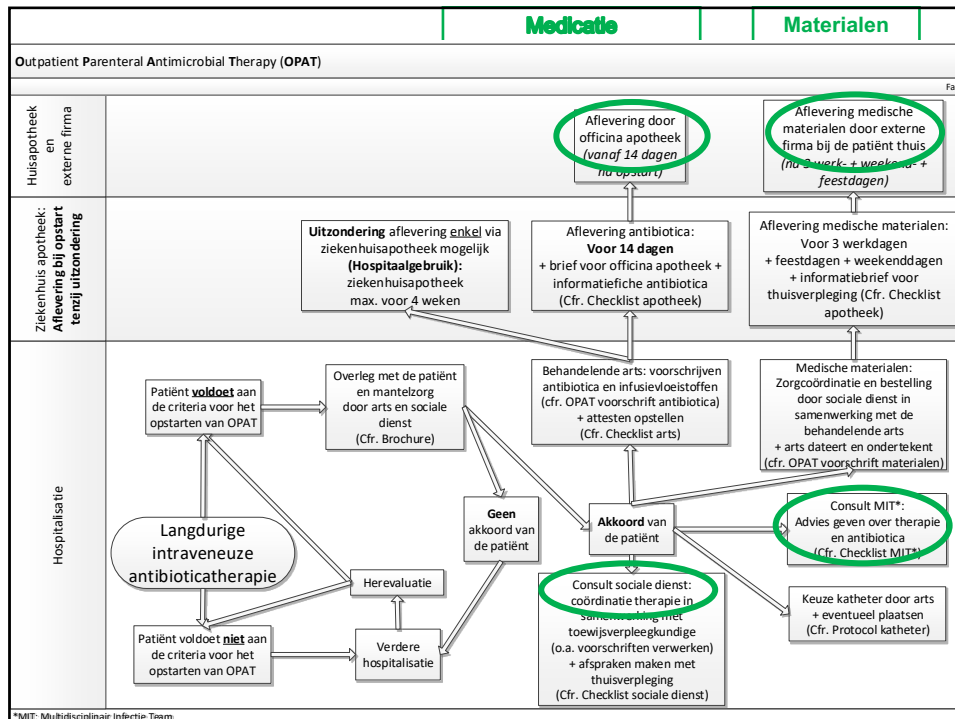 Medicatie
Materialen
Outpatient Parenteral Antimicrobial Therapy (OPAT)
Fa
Huisapotheek
en
externe firma
Aflevering door
officina apotheek
(vanaf 14 dagen
na opstart)
Aflevering medische
materialen door externe
firma bij de patiënt thuis
(na 3 werk- + weekend- +
feestdagen)
Ziekenhuis apotheek:
Aflevering bij opstart
tenzij uitzondering
Uitzondering aflevering enkel via
ziekenhuisapotheek mogelijk
(Hospitaalgebruik):
ziekenhuisapotheek
max. voor 4 weken
Aflevering antibiotica:
Voor 14 dagen
+ brief voor officina apotheek +
informatiefiche antibiotica
(Cfr. Checklist apotheek)
Aflevering medische materialen:
Voor 3 werkdagen
+ feestdagen + weekenddagen
+ informatiebrief voor
thuisverpleging (Cfr. Checklist
apotheek)
Hospitalisatie
Patiënt voldoet aan
de criteria voor het
opstarten van OPAT
Overleg met de patiënt
en mantelzorg
door arts en sociale
dienst
(Cfr. Brochure)
Behandelende arts: voorschrijven
antibiotica en infusievloeistoffen
(cfr. OPAT voorschrift antibiotica)
+ attesten opstellen
(Cfr. Checklist arts)
Medische materialen:
Zorgcoördinatie en bestelling
door sociale dienst in
samenwerking met de
behandelende arts
+ arts dateert en ondertekent
(cfr. OPAT voorschrift materialen)
Langdurige
intraveneuze
antibioticatherapie
Geen
akkoord van
de patiënt
Akkoord van
de patiënt
Consult MIT*:
Advies geven over therapie
en antibiotica
(Cfr. Checklist MIT*)
Herevaluatie
Consult sociale dienst:
coördinatie therapie in
samenwerking met
toewijsverpleegkundige
(o.a. voorschriften verwerken)
+ afspraken maken met
thuisverpleging
(Cfr. Checklist sociale dienst)
Keuze katheter door arts
+ eventueel plaatsen
(Cfr. Protocol katheter)
Patiënt voldoet niet aan
de criteria voor het
opstarten van OPAT
Verdere
hospitalisatie
*MIT: Multidisciplinair Infectie Team